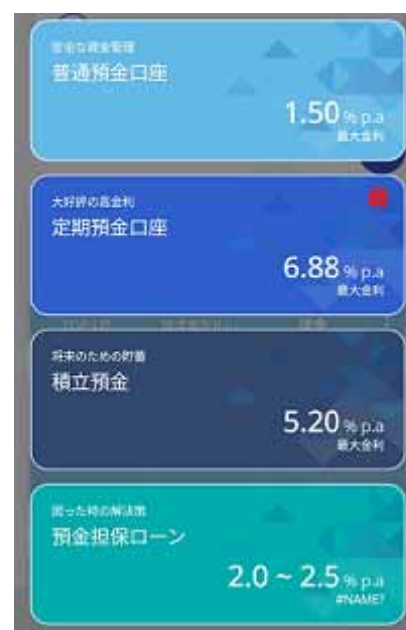 安全な資金管理
普通預金口座
1.50 % p.a
最大金利
大好評の高金利
定期預金口座
6.88 % p.a
最大金利
将来のための貯蓄
積立預金
5.20 % p.a
最大金利
困った時の解決策
預金担保ローン
2.0 ~ 2.5 % p.a
#NAME?